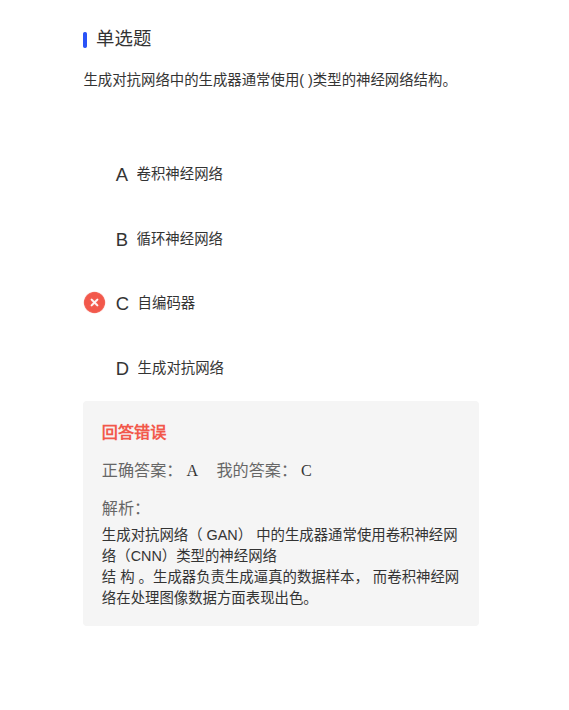 单选题
生成对抗网络中的生成器通常使用( )类型的神经网络结构。
A 卷积神经网络
B 循环神经网络
C 自编码器
D 生成对抗网络
回答错误
正确答案： A 我的答案： C
解析：
生成对抗网络（ GAN） 中的生成器通常使用卷积神经网
络（CNN）类型的神经网络
结 构 。生成器负责生成逼真的数据样本， 而卷积神经网
络在处理图像数据方面表现出色。